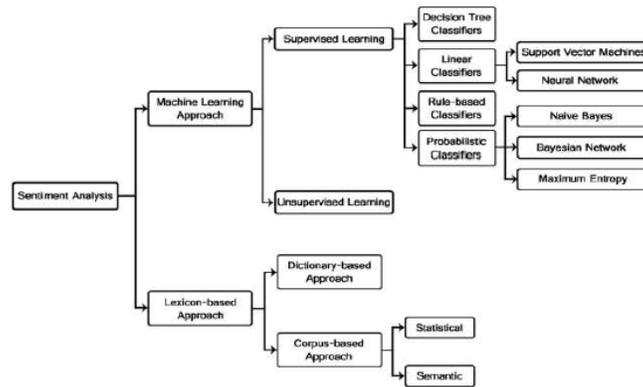 Decision Tree
Classifiers
Supervised Learning
Linear
Classifiers
Support Vector Machines
Neural Network
Machine Learning
Approach
Rule-based
Classifiers
Probabilistic
Classifiers
Naive Bayes
Bayesian Network
Maximum Entropy
Sentiment Analysis
Unsupervised Learning
Lexicon-based
Approach
Dictionary-based
Approach
Corpus-based
Approach
Statistical
Semantic